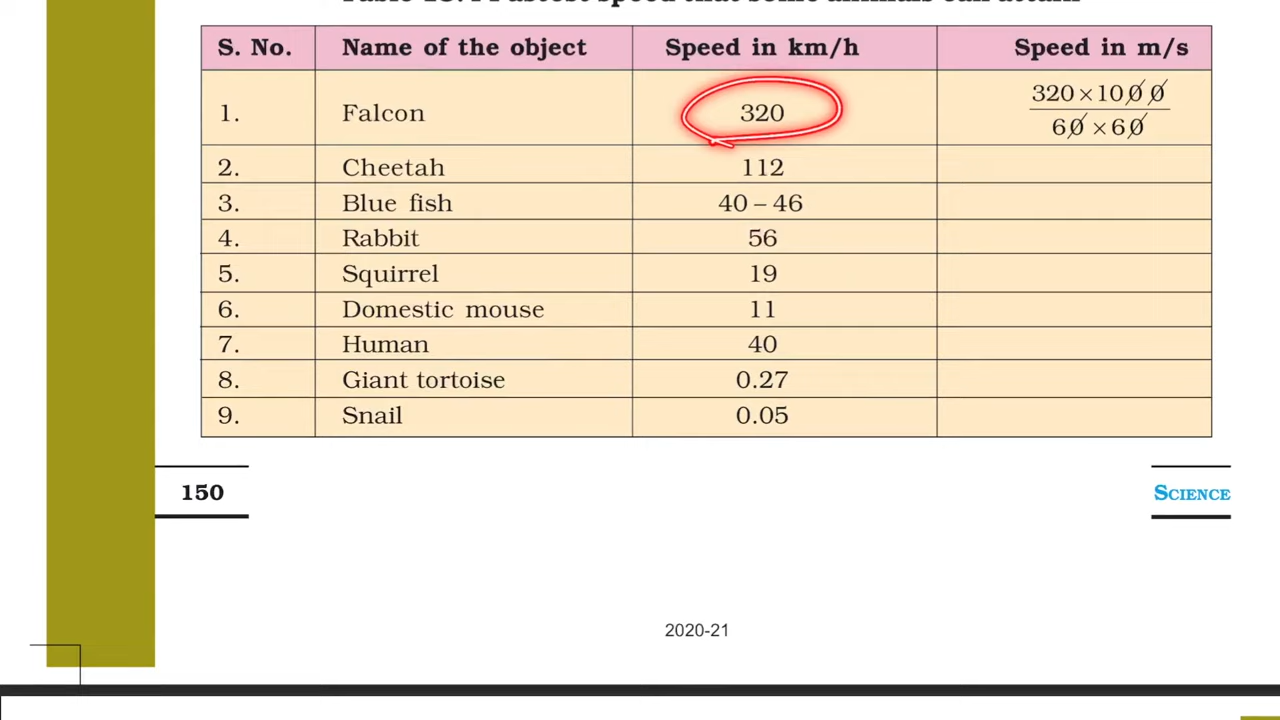 S. No. Name of the object Speed in km/h Speed in m/s
1. Falcon 320 320 × 1000
60 × 60
2. Cheetah 112
3. Blue fish 40 – 46
4. Rabbit 56
5. Squirrel 19
6. Domestic mouse 11
7. Human 40
8. Giant tortoise 0.27
9. Snail 0.05
150
SCIENCE
2020-21